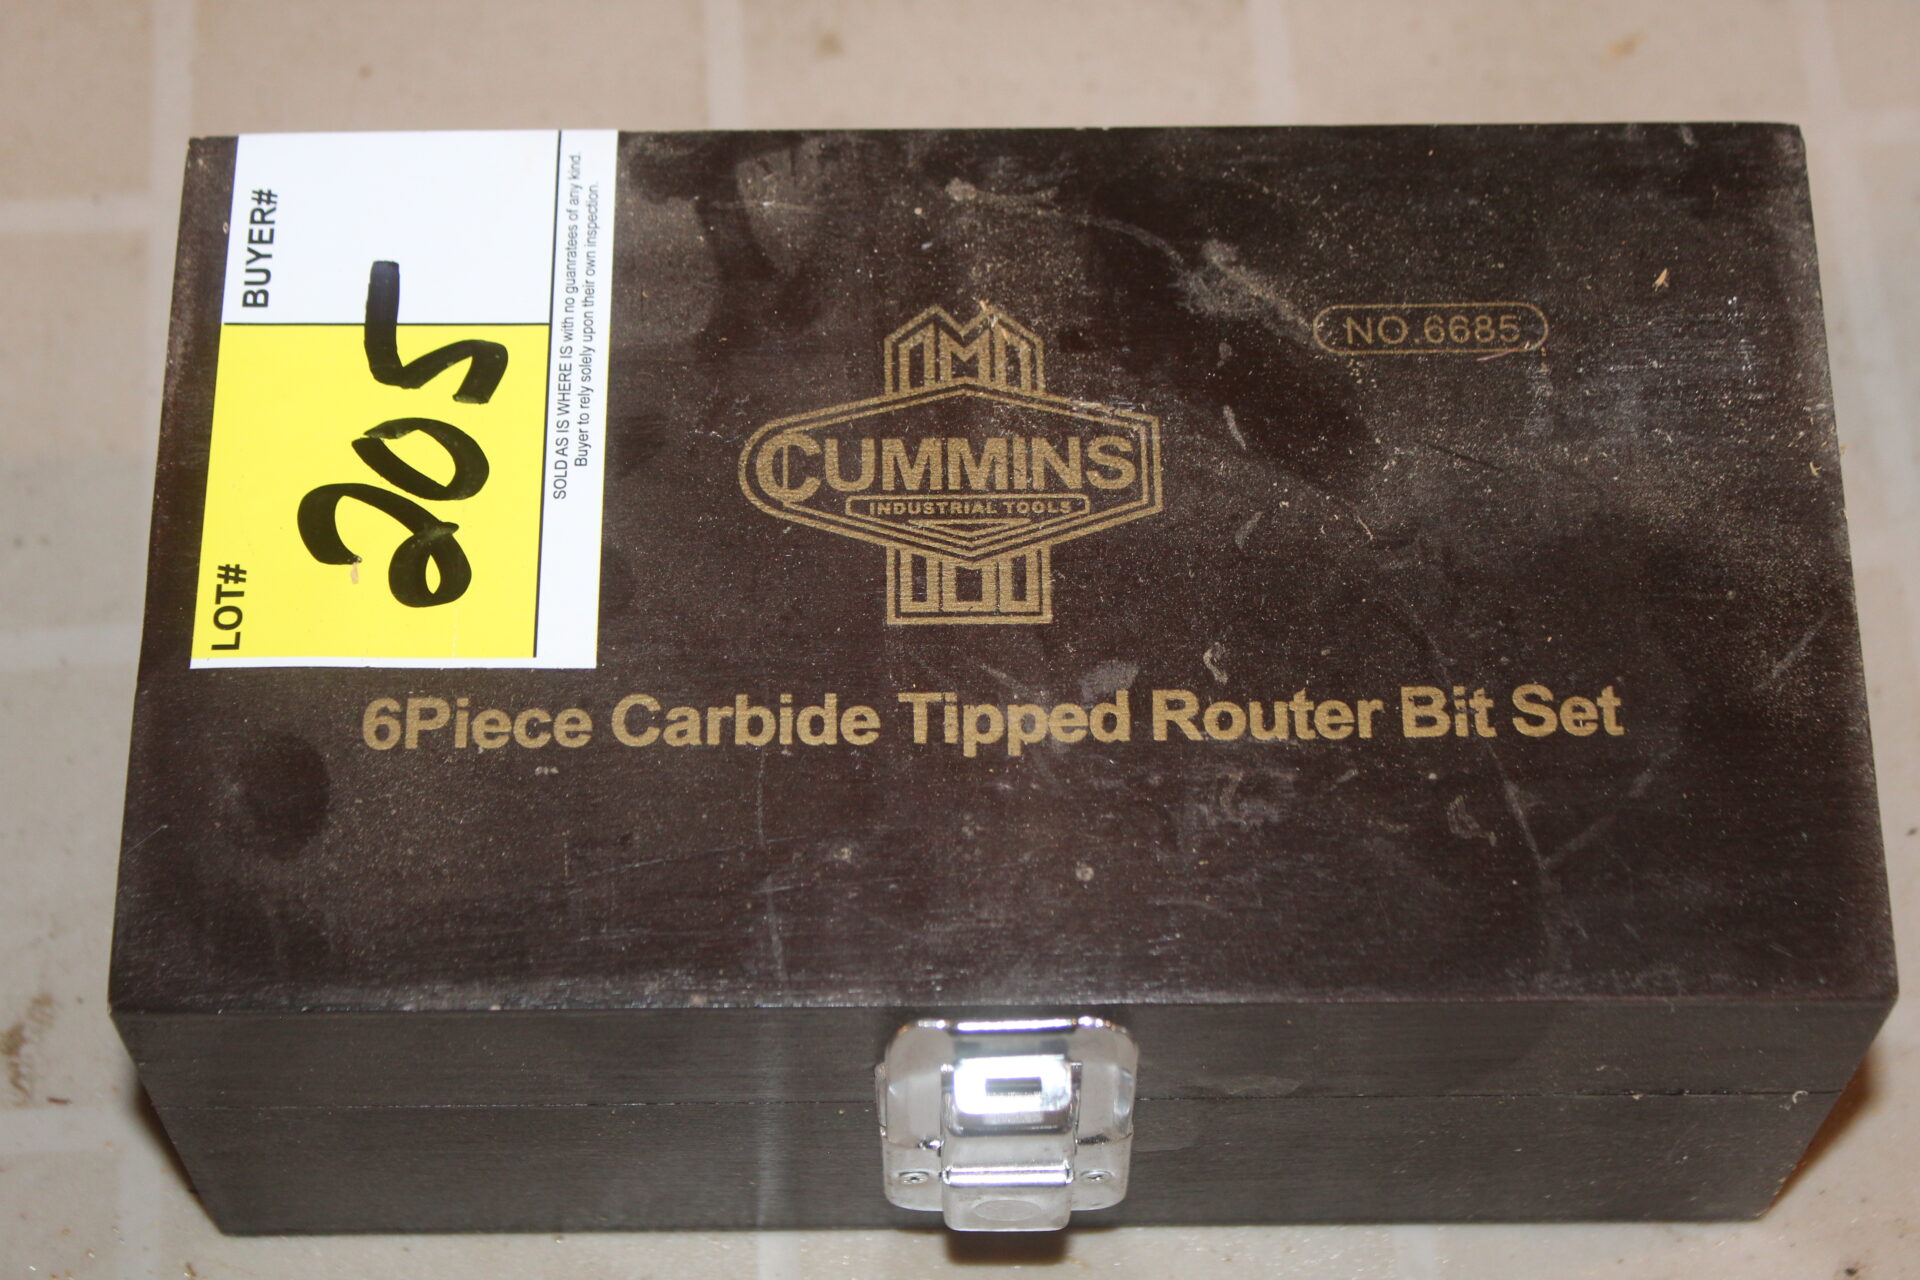 BUYER#
LOT#
205
SOLD AS IS WHERE IS with no guanratees of any kind.
Buyer to rely solely upon their own inspection.
NO.6685
CUMMINS
INDUSTRIAL TOOLS
6Piece Carbide Tipped Router Bit Set